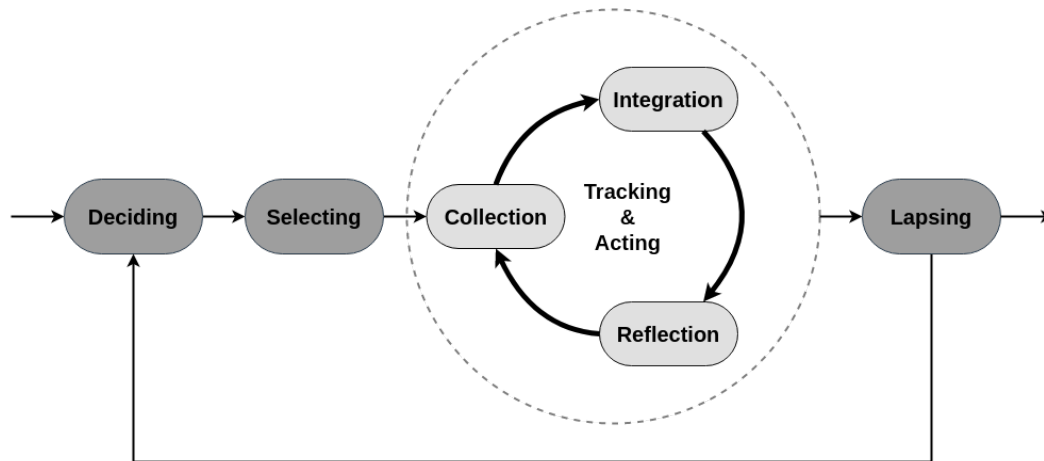 Integration
Deciding
Selecting
Collection
Tracking
&
Acting
Lapsing
Reflection